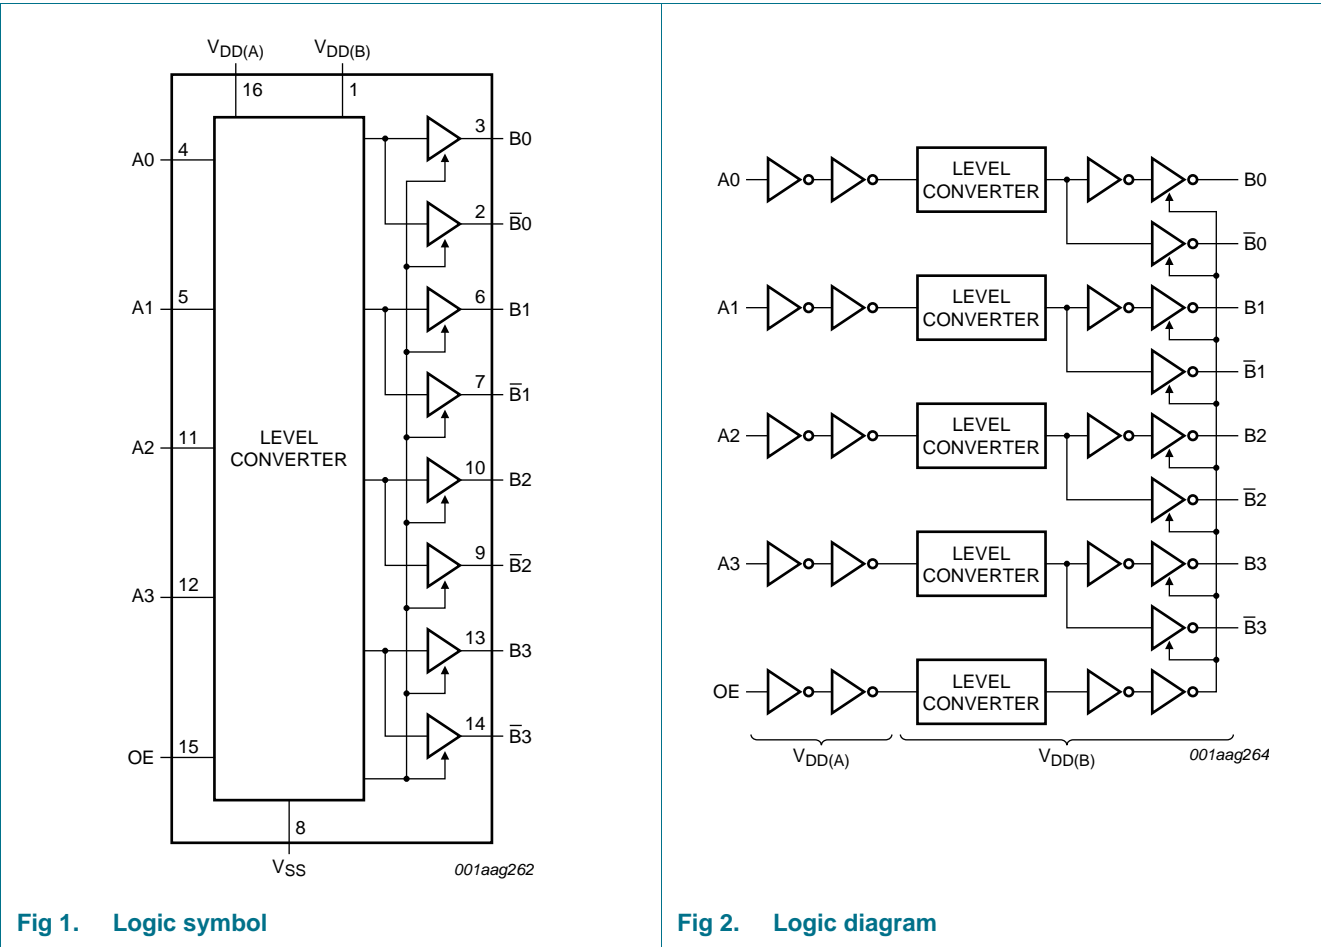 V_DD(A) V_DD(B)
16 1
3 B0
A0 4
2 B̅0
A1 5 6 B1
7 B̅1
A2 11
LEVEL
CONVERTER
10 B2
9 B̅2
A3 12
13 B3
14 B̅3
OE 15
8
VSS
001aag262
Fig 1. Logic symbol
A0 LEVEL
CONVERTER B0
B̅0
A1 LEVEL
CONVERTER B1
B̅1
A2 LEVEL
CONVERTER B2
B̅2
A3 LEVEL
CONVERTER B3
B̅3
OE LEVEL
CONVERTER
VDD(A) VDD(B)
001aag264
Fig 2. Logic diagram